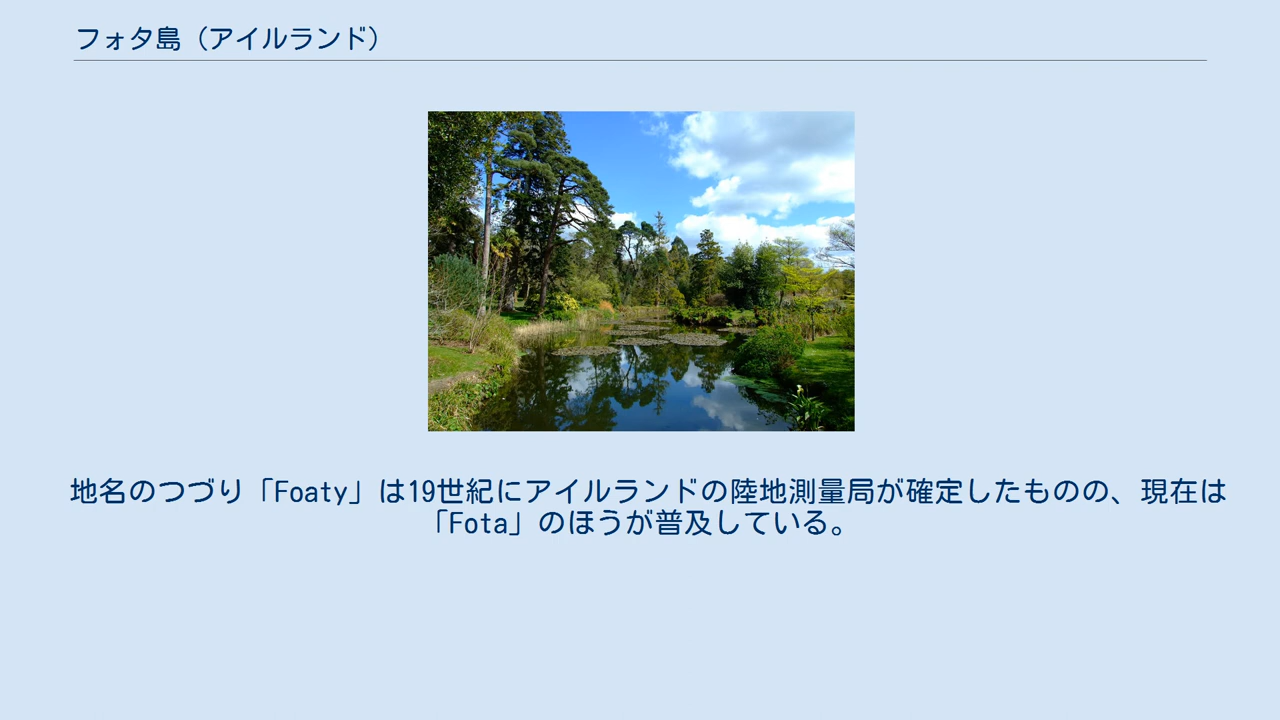 フォタ島（アイルランド）
地名のつづり「Foaty」は19世紀にアイルランドの陸地測量局が確定したものの、現在は
「Fota」のほうが普及している。